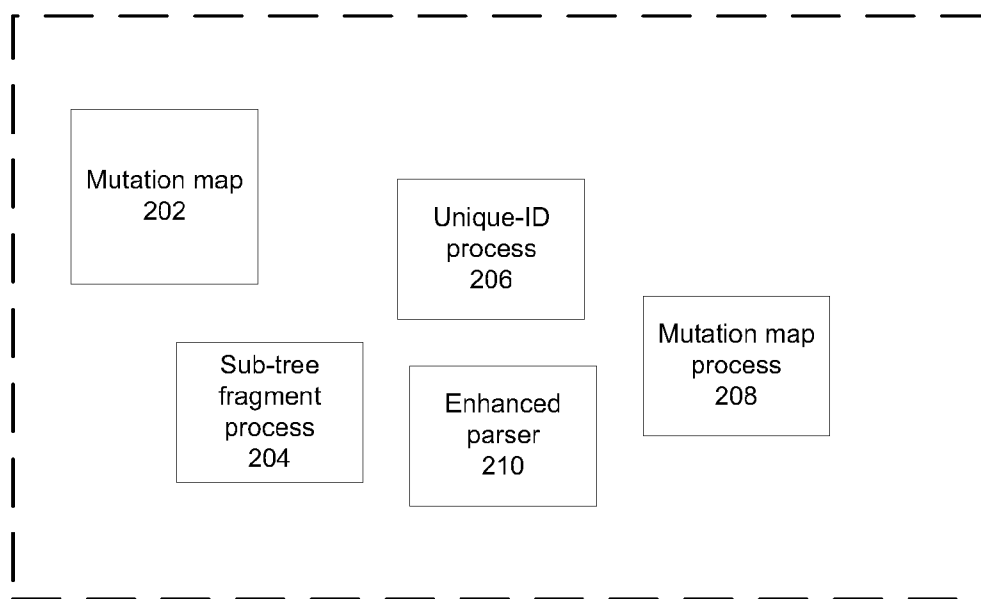 Mutation map
202
Unique-ID
process
206
Mutation map
process
208
Sub-tree
fragment
process
204
Enhanced
parser
210